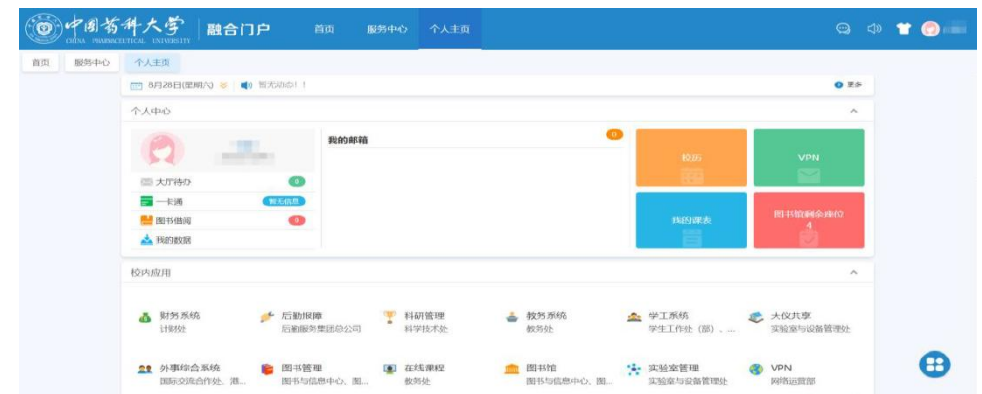 中国药科大学 融合门户 首页 服务中心 个人主页
CHINA PHARMACEUTICAL UNIVERSITY
首页 服务中心 个人主页
8月28日(星期六) 暂无动态！！ 更多
个人中心
我的邮箱 0
大厅待办 0
一卡通 暂无信息
图书借阅 0
我的数据
校历 VPN
我的课表 图书馆剩余座位
4
校内应用
财务系统 后勤报障 科研管理 教务系统 学工系统 大仪共享
计财处 后勤服务集团总公司 科学技术处 教务处 学生工作处（部）、... 实验室与设备管理处
外事综合系统 图书管理 在线课程 图书馆 实验室管理 VPN
国际交流合作处、港... 图书与信息中心、图... 教务处 图书与信息中心、图... 实验室与设备管理处 网络运营部